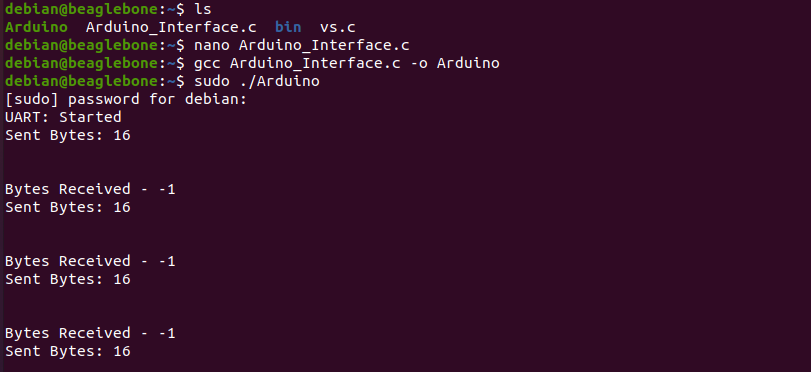 debian@beaglebone:~$ ls
Arduino  Arduino_Interface.c  bin  vs.c
debian@beaglebone:~$ nano Arduino_Interface.c
debian@beaglebone:~$ gcc Arduino_Interface.c -o Arduino
debian@beaglebone:~$ sudo ./Arduino
[sudo] password for debian:
UART: Started
Sent Bytes: 16
Bytes Received - -1
Sent Bytes: 16
Bytes Received - -1
Sent Bytes: 16
Bytes Received - -1
Sent Bytes: 16